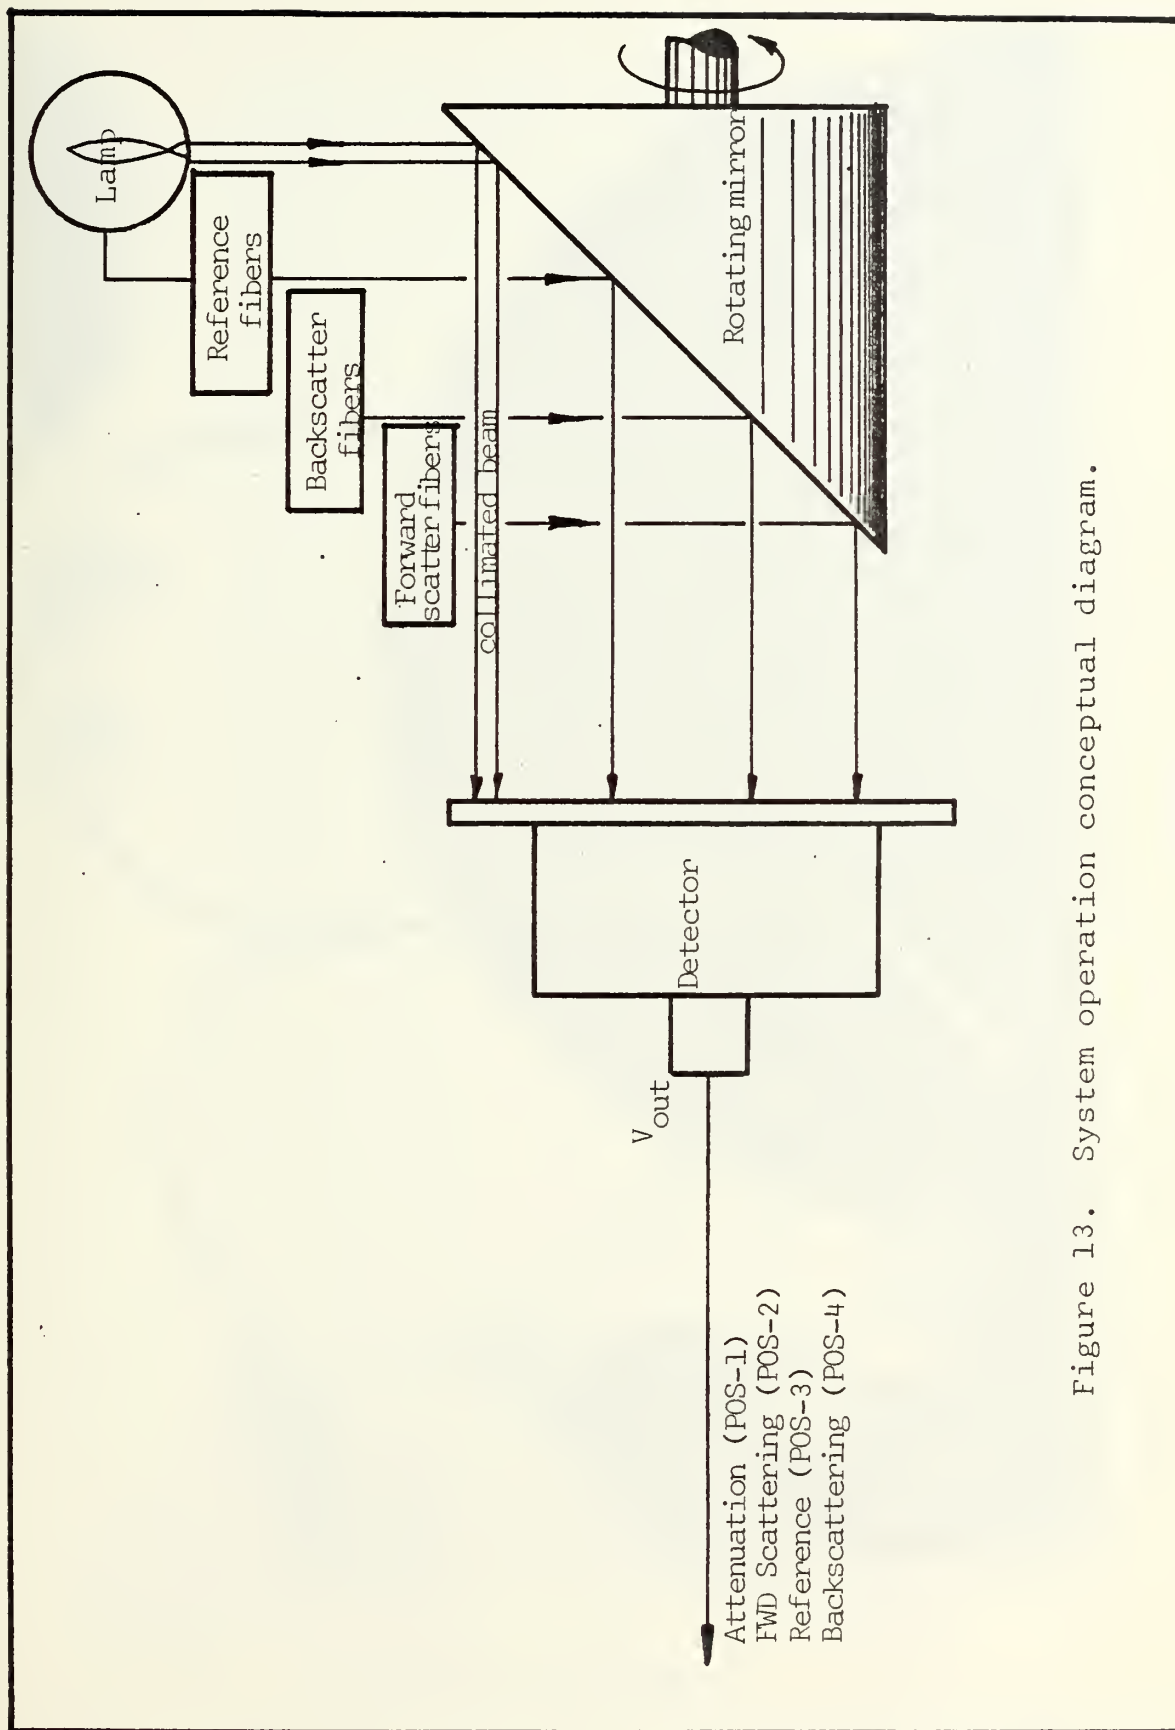 Lamp
Reference
fibers
Backscatter
fibers
Forward
scatter fibers
collimated beam
Rotating mirror
Detector
Vout
Attenuation (POS-1)
FWD Scattering (POS-2)
Reference (POS-3)
Backscattering (POS-4)
Figure 13. System operation conceptual diagram.